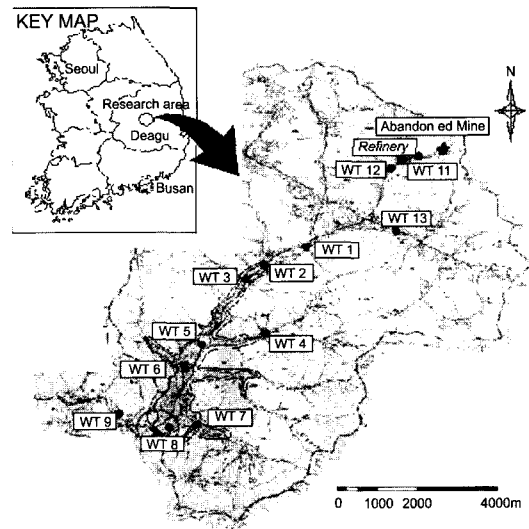 KEY MAP
Seoul
Research area
Deagu
Busan
N
Abandon ed Mine
Refinery
WT 12
WT 11
WT 13
WT 1
WT 2
WT 3
WT 5
WT 4
WT 6
WT 7
WT 9
WT 8
0 1000 2000 4000m